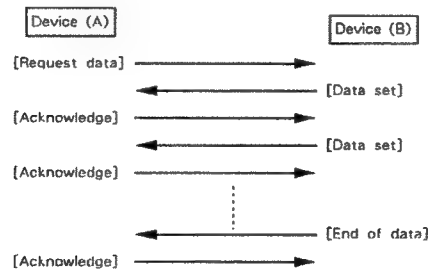 Device (A)
Device (B)
[Request data]
[Data set]
[Acknowledge]
[Data set]
[Acknowledge]
[End of data]
[Acknowledge]